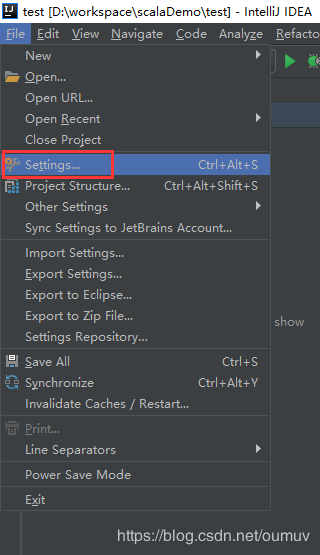 IJ test [D:\workspace\scalaDemo\test] - IntelliJ IDEA
File Edit View Navigate Code Analyze Refacto
New
Open...
Open URL...
Open Recent
Close Project
Settings... Ctrl+Alt+S
Project Structure... Ctrl+Alt+Shift+S
Other Settings
Sync Settings to JetBrains Account...
Import Settings...
Export Settings...
Export to Eclipse...
Export to Zip File...
show
Settings Repository...
Save All Ctrl+S
Synchronize Ctrl+Alt+Y
Invalidate Caches / Restart...
Print...
Line Separators
Power Save Mode
Exit
https://blog.csdn.net/oumuv